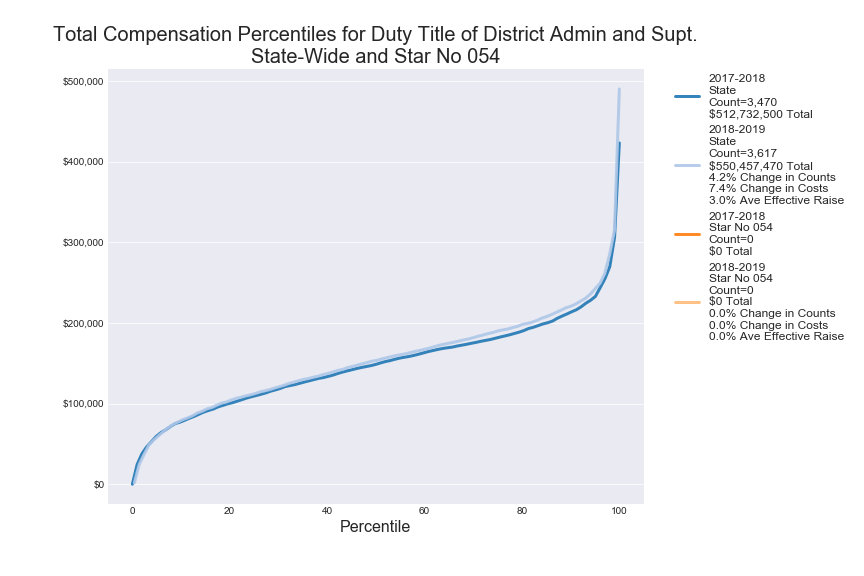 Total Compensation Percentiles for Duty Title of District Admin and Supt.
State-Wide and Star No 054
$500,000
$400,000
$300,000
$200,000
$100,000
$0
0
20
40
60
80
100
Percentile
2017-2018
State
Count=3,470
$512,732,500 Total
2018-2019
State
Count=3,617
$550,457,470 Total
4.2% Change in Counts
7.4% Change in Costs
3.0% Ave Effective Raise
2017-2018
Star No 054
Count=0
$0 Total
2018-2019
Star No 054
Count=0
$0 Total
0.0% Change in Counts
0.0% Change in Costs
0.0% Ave Effective Raise